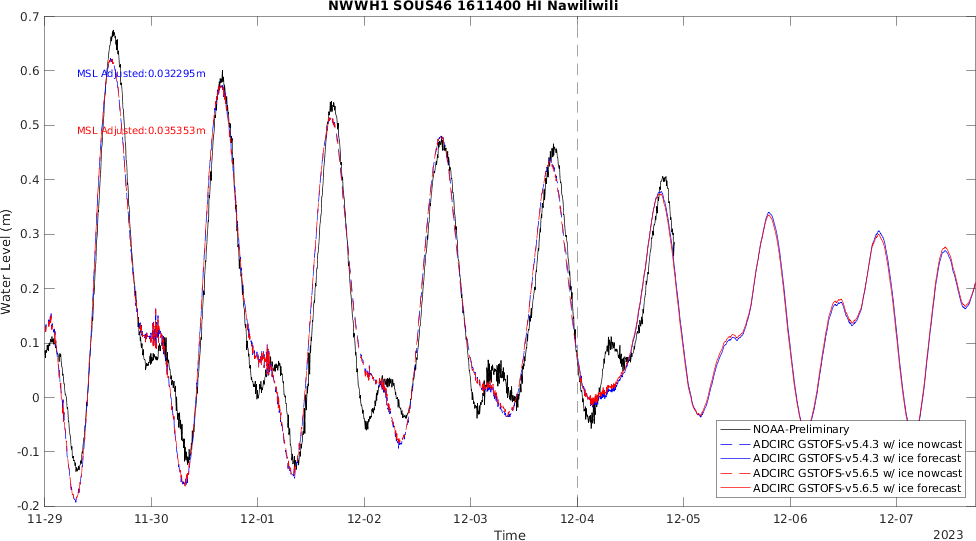 NWWH1 SOUS46 1611400 HI Nawiliwili
0.7
0.6
0.5
0.4
0.3
0.2
0.1
0
-0.1
-0.2
Water Level (m)
MSL Adjusted:0.032295m
MSL Adjusted:0.035353m
NOAA-Preliminary
ADCIRC GSTOFS-v5.4.3 w/ ice nowcast
ADCIRC GSTOFS-v5.4.3 w/ ice forecast
ADCIRC GSTOFS-v5.6.5 w/ ice nowcast
ADCIRC GSTOFS-v5.6.5 w/ ice forecast
11-29 11-30 12-01 12-02 12-03 12-04 12-05 12-06 12-07
Time
2023